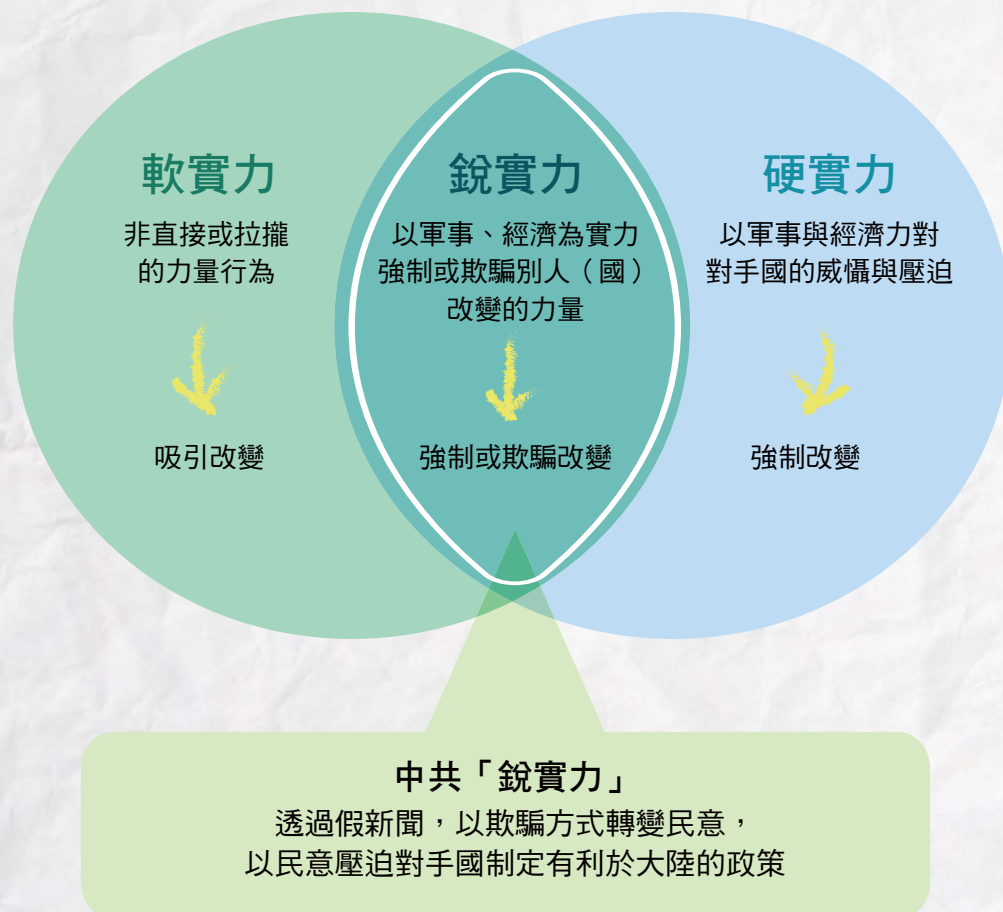 軟實力
非直接或拉攏
的力量行為
吸引改變
銳實力
以軍事、經濟為實力
強制或欺騙別人（國）
改變的力量
強制或欺騙改變
硬實力
以軍事與經濟力對
對手國的威懾與壓迫
強制改變
中共「銳實力」
透過假新聞，以欺騙方式轉變民意，
以民意壓迫對手國制定有利於大陸的政策